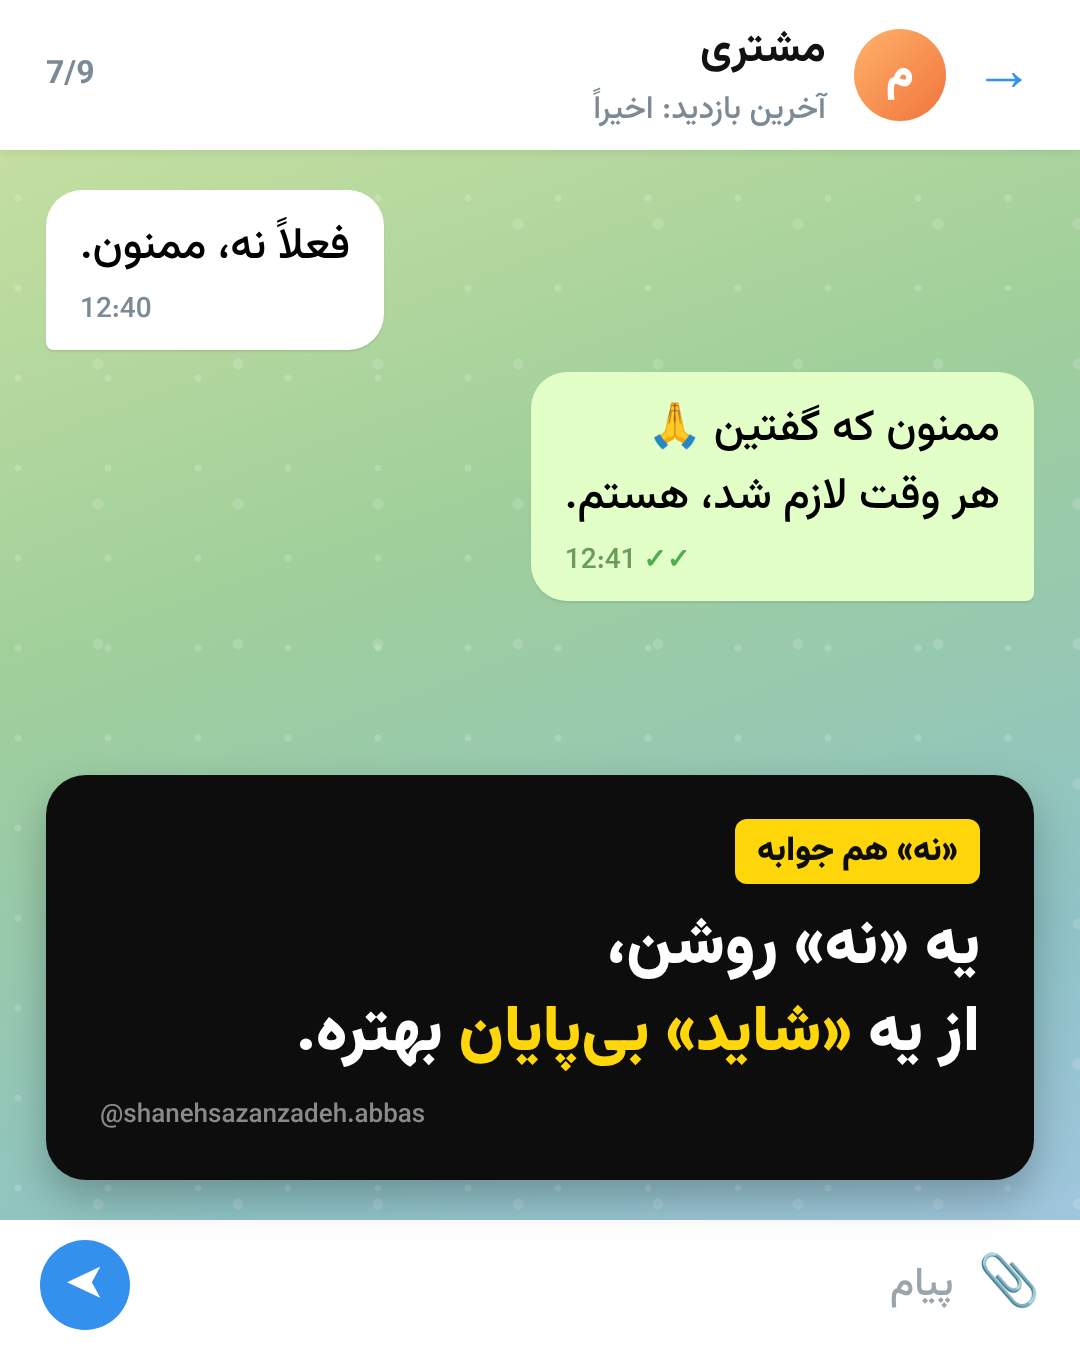 مشتری
م
→
آخرین بازدید: اخیراً
7/9
فعلاً نه، ممنون.
12:40
ممنون که گفتین 🙏
هر وقت لازم شد، هستم.
12:41 ✓✓
«نه» هم جوابه
یه «نه» روشن،
از یه «شاید» بی‌پایان بهتره.
@shanehsazanzadeh.abbas
پیام